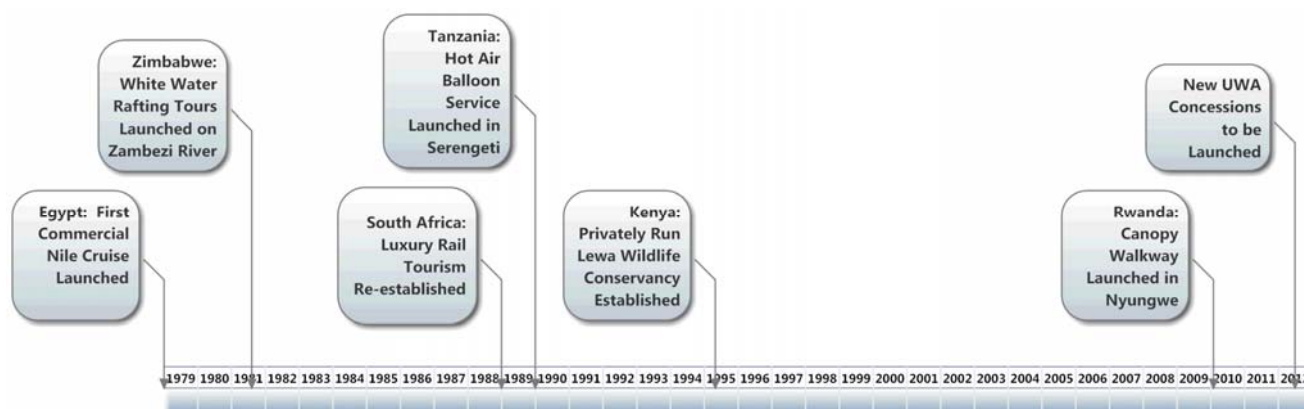 Zimbabwe:
White Water
Rafting Tours
Launched on
Zambezi River
Tanzania:
Hot Air
Balloon
Service
Launched in
Serengeti
New UWA
Concessions
to be
Launched
Egypt: First
Commercial
Nile Cruise
Launched
South Africa:
Luxury Rail
Tourism
Re-established
Kenya:
Privately Run
Lewa Wildlife
Conservancy
Established
Rwanda:
Canopy
Walkway
Launched in
Nyungwe
1979 1980 1981 1982 1983 1984 1985 1986 1987 1988 1989 1990 1991 1992 1993 1994 1995 1996 1997 1998 1999 2000 2001 2002 2003 2004 2005 2006 2007 2008 2009 2010 2011